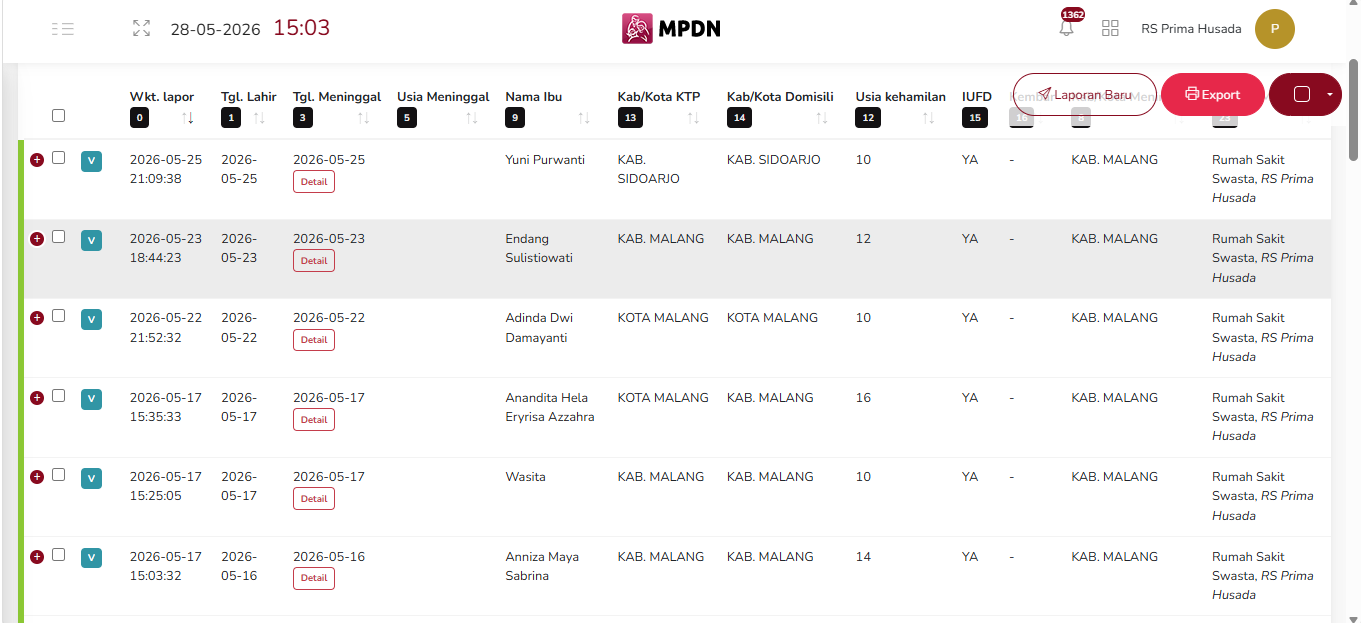 28-05-2026 15:03 MPDN 1362 RS Prima Husada P
Wkt. lapor Tgl. Lahir Tgl. Meninggal Usia Meninggal Nama Ibu Kab/Kota KTP Kab/Kota Domisili Usia kehamilan IUFD Laporan Baru Export
0 1 3 5 9 13 14 12 15 16 8 23
V 2026-05-25 2026- 2026-05-25 Yuni Purwanti KAB. KAB. SIDOARJO 10 YA - KAB. MALANG Rumah Sakit
21:09:38 05-25 Detail SIDOARJO Swasta, RS Prima
Husada
V 2026-05-23 2026- 2026-05-23 Endang KAB. MALANG KAB. MALANG 12 YA - KAB. MALANG Rumah Sakit
18:44:23 05-23 Detail Sulistiowati Swasta, RS Prima
Husada
V 2026-05-22 2026- 2026-05-22 Adinda Dwi KOTA MALANG KOTA MALANG 10 YA - KAB. MALANG Rumah Sakit
21:52:32 05-22 Detail Damayanti Swasta, RS Prima
Husada
V 2026-05-17 2026- 2026-05-17 Anandita Hela KOTA MALANG KAB. MALANG 16 YA - KAB. MALANG Rumah Sakit
15:35:33 05-17 Detail Eryrisa Azzahra Swasta, RS Prima
Husada
V 2026-05-17 2026- 2026-05-17 Wasita KAB. MALANG KAB. MALANG 10 YA - KAB. MALANG Rumah Sakit
15:25:05 05-17 Detail Swasta, RS Prima
Husada
V 2026-05-17 2026- 2026-05-16 Anniza Maya KAB. MALANG KAB. MALANG 14 YA - KAB. MALANG Rumah Sakit
15:03:32 05-16 Detail Sabrina Swasta, RS Prima
Husada